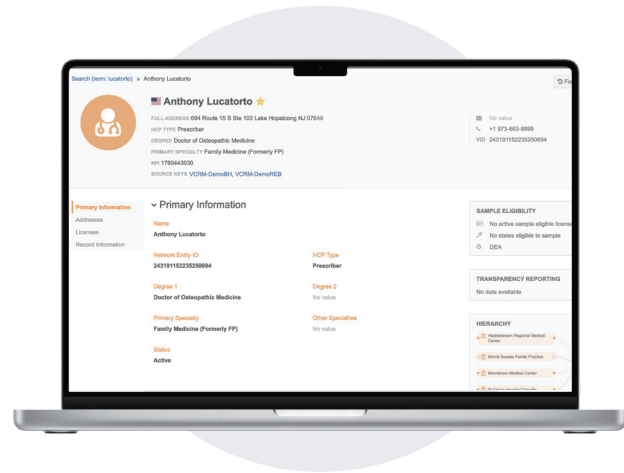 Search (term: lucatorto) » Anthony Lucatorto
Anthony Lucatorto
FULL ADDRESS 694 Route 15 S Ste 103 Lake Hopatcong NJ 07849
HCP TYPE Prescriber
DEGREE Doctor of Osteopathic Medicine
PRIMARY SPECIALTY Family Medicine (Formerly FP)
NPI 1760443030
SOURCE KEYS VCRM-DemoBH, VCRM-DemoREB
No value
+1 973-663-8899
VID 243191152235250694
Primary Information
Addresses
Licenses
Record Information
Primary Information
Name
Anthony Lucatorto
Network Entity ID
243191152235250694
HCP Type
Prescriber
Degree 1
Doctor of Osteopathic Medicine
Degree 2
No value
Primary Specialty
Family Medicine (Formerly FP)
Other Specialties
No value
Status
Active
SAMPLE ELIGIBILITY
No active sample eligible license
No states eligible to sample
DEA
TRANSPARENCY REPORTING
No data available
HIERARCHY
Hackettstown Regional Medical
Center
Morris Sussex Family Practice
Morristown Medical Center